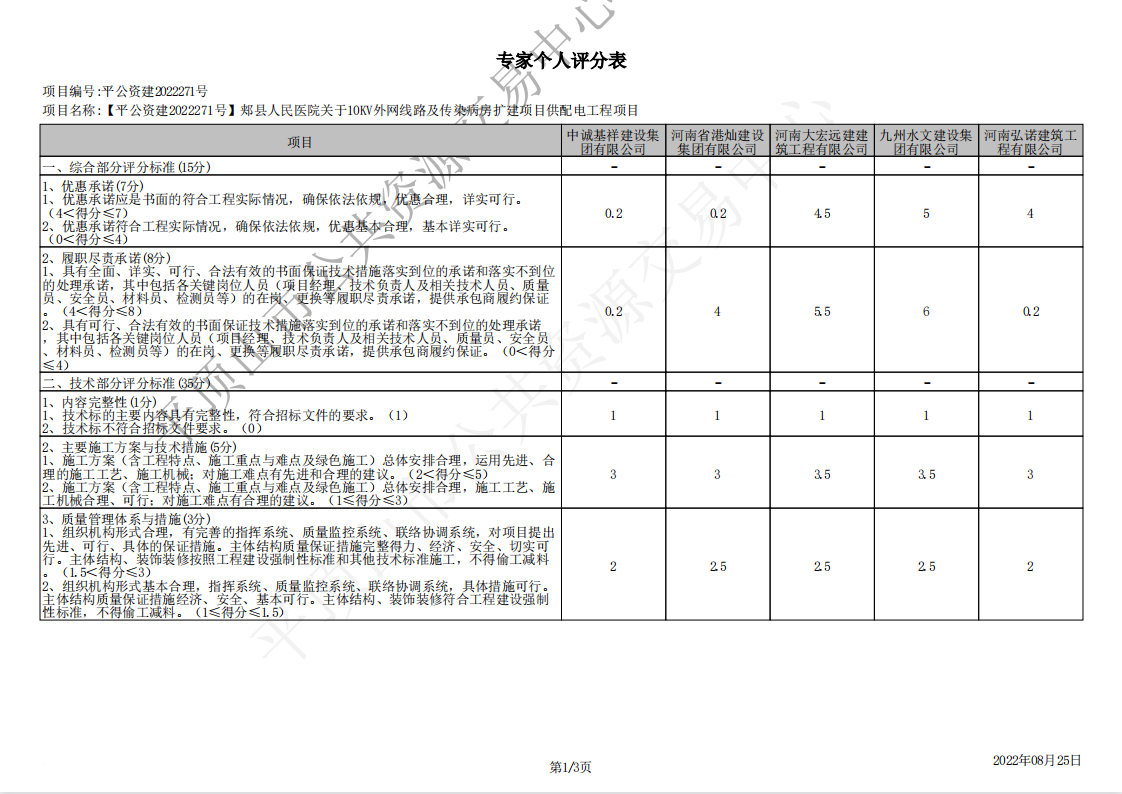 专家个人评分表
项目编号:平公资建2022271号
项目名称:【平公资建2022271号】郏县人民医院关于10KV外网线路及传染病房扩建项目供配电工程项目
项目 中诚基祥建设集团有限公司 河南省港灿建设集团有限公司 河南大宏远建建筑工程有限公司 九州水文建设集团有限公司 河南弘诺建筑工程有限公司
一、综合部分评分标准(15分) - - - - -
1、优惠承诺(7分)
1、优惠承诺应是书面的符合工程实际情况，确保依法依规，优惠合理，详实可行。
（4<得分≤7）
2、优惠承诺符合工程实际情况，确保依法依规，优惠基本合理，基本详实可行。
（0<得分≤4）
0.2 0.2 4.5 5 4
2、履职尽责承诺(8分)
1、具有全面、详实、可行、合法有效的书面保证技术措施落实到位的承诺和落实不到位
的处理承诺，其中包括各关键岗位人员（项目经理、技术负责人及相关技术人员、质量
员、安全员、材料员、检测员等）的在岗、更换等履职尽责承诺，提供承包商履约保证
。（4<得分≤8）
2、具有可行、合法有效的书面保证技术措施落实到位的承诺和落实不到位的处理承诺
，其中包括各关键岗位人员（项目经理、技术负责人及相关技术人员、质量员、安全员
、材料员、检测员等）的在岗、更换等履职尽责承诺，提供承包商履约保证。（0<得分
≤4）
0.2 4 5.5 6 0.2
二、技术部分评分标准(35分) - - - - -
1、内容完整性(1分)
1、技术标的主要内容具有完整性，符合招标文件的要求。（1）
2、技术标不符合招标文件要求。（0）
1 1 1 1 1
2、主要施工方案与技术措施(5分)
1、施工方案（含工程特点、施工重点与难点及绿色施工）总体安排合理，运用先进、合
理的施工工艺、施工机械；对施工难点有先进和合理的建议。（2<得分≤5）
2、施工方案（含工程特点、施工重点与难点及绿色施工）总体安排合理，施工工艺、施
工机械合理、可行；对施工难点有合理的建议。（1≤得分≤3）
3 3 3.5 3.5 3
3、质量管理体系与措施(3分)
1、组织机构形式合理，有完善的指挥系统、质量监控系统、联络协调系统，对项目提出
先进、可行、具体的保证措施。主体结构质量保证措施完整得力、经济、安全、切实可
行。主体结构、装饰装修按照工程建设强制性标准和其他技术标准施工，不得偷工减料
。（1.5<得分≤3）
2、组织机构形式基本合理，指挥系统、质量监控系统、联络协调系统，具体措施可行。
主体结构质量保证措施经济、安全、基本可行。主体结构、装饰装修符合工程建设强制
性标准，不得偷工减料。（1≤得分≤1.5）
2 2.5 2.5 2.5 2
平顶山市公共资源交易中心
平顶山市公共资源交易中心
第1/3页
2022年08月25日